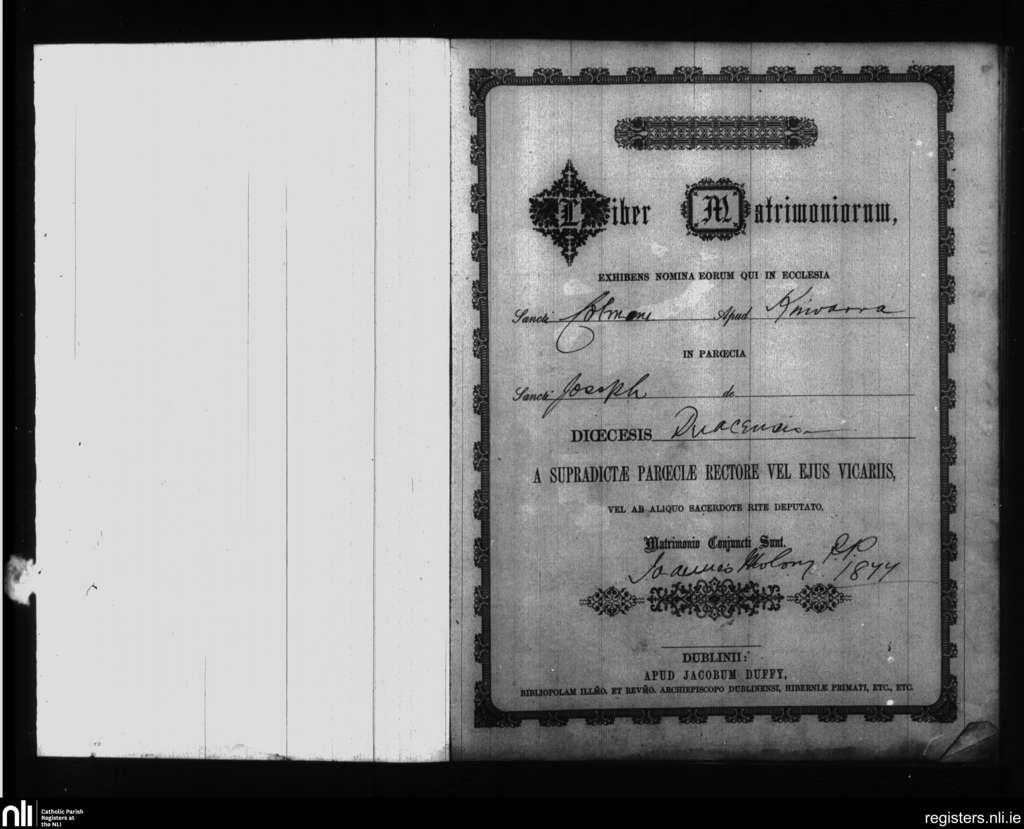 Liber Matrimoniorum,
EXHIBENS NOMINA EORUM QUI IN ECCLESIA
Sancti Colmani Apud Kinvarra
IN PARŒCIA
Sancti Joseph de
DIŒCESIS Duacensis
A SUPRADICTÆ PARŒCIÆ RECTORE VEL EJUS VICARIIS,
VEL AB ALIQUO SACERDOTE RITE DEPUTATO,
Matrimonio Conjuncti Sunt.
Joannes Molony P.P.
1877
DUBLINII:
APUD JACOBUM DUFFY,
BIBLIOPOLAM ILLM̃O. ET REVM̃O. ARCHIEPISCOPO DUBLINENSI, HIBERNIÆ PRIMATI, ETC., ETC.
nli Catholic Parish
Registers at
the NLI
registers.nli.ie